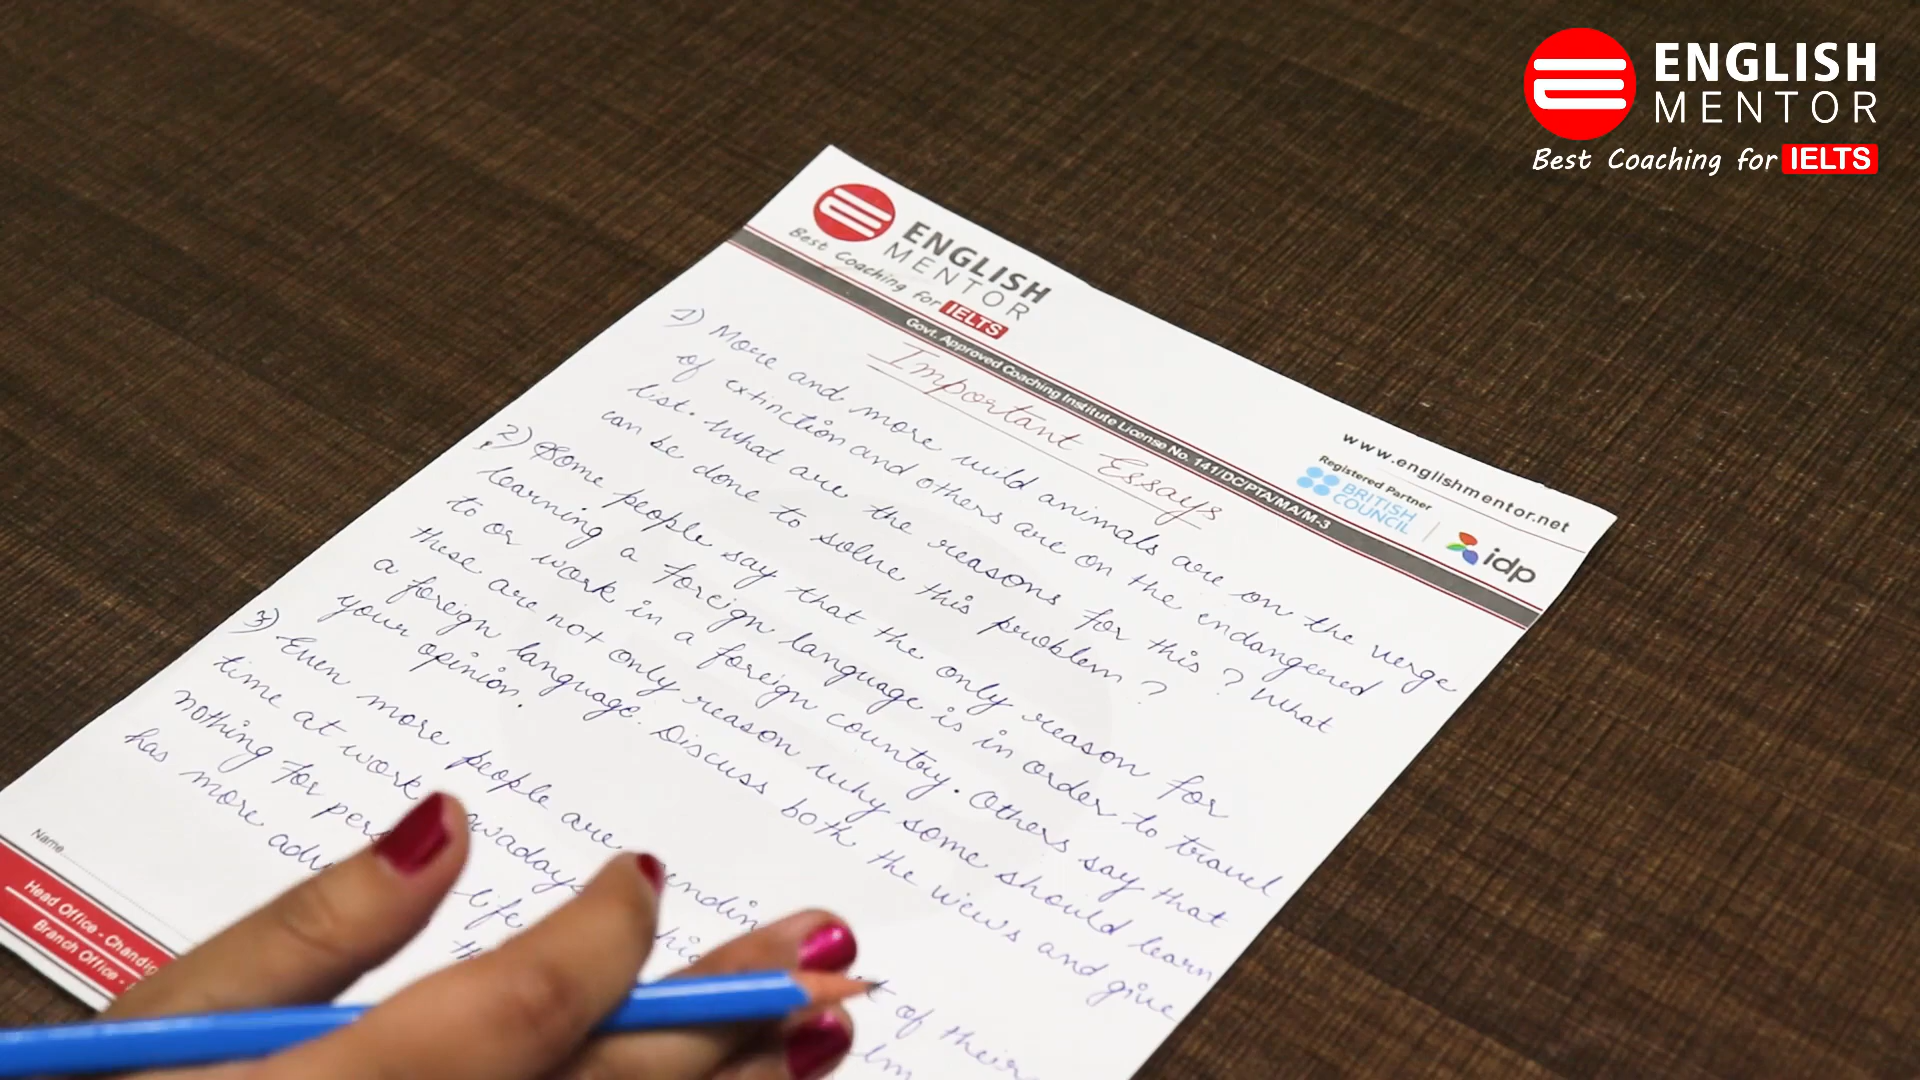 ENGLISH
MENTOR
Best Coaching for IELTS
ENGLISH
MENTOR
Best Coaching for IELTS
www.englishmentor.net
Registered Partner
BRITISH
COUNCIL
idp
Govt. Approved Coaching Institute License No. 141/DC/PTA/MA/M-3
Important Essays
1) More and more wild animals are on the verge
of extinction and others are on the endangered
list. What are the reasons for this? What
can be done to solve this problem?
2) Some people say that the only reason for
learning a foreign language is in order to travel
to or work in a foreign country. Others say that
these are not only reason why some should learn
a foreign language. Discuss both the views and give
your opinion.
3) Even more people are of their
time at work
nothing for life
has more
Name
Head Office - Chandig
Branch Office -